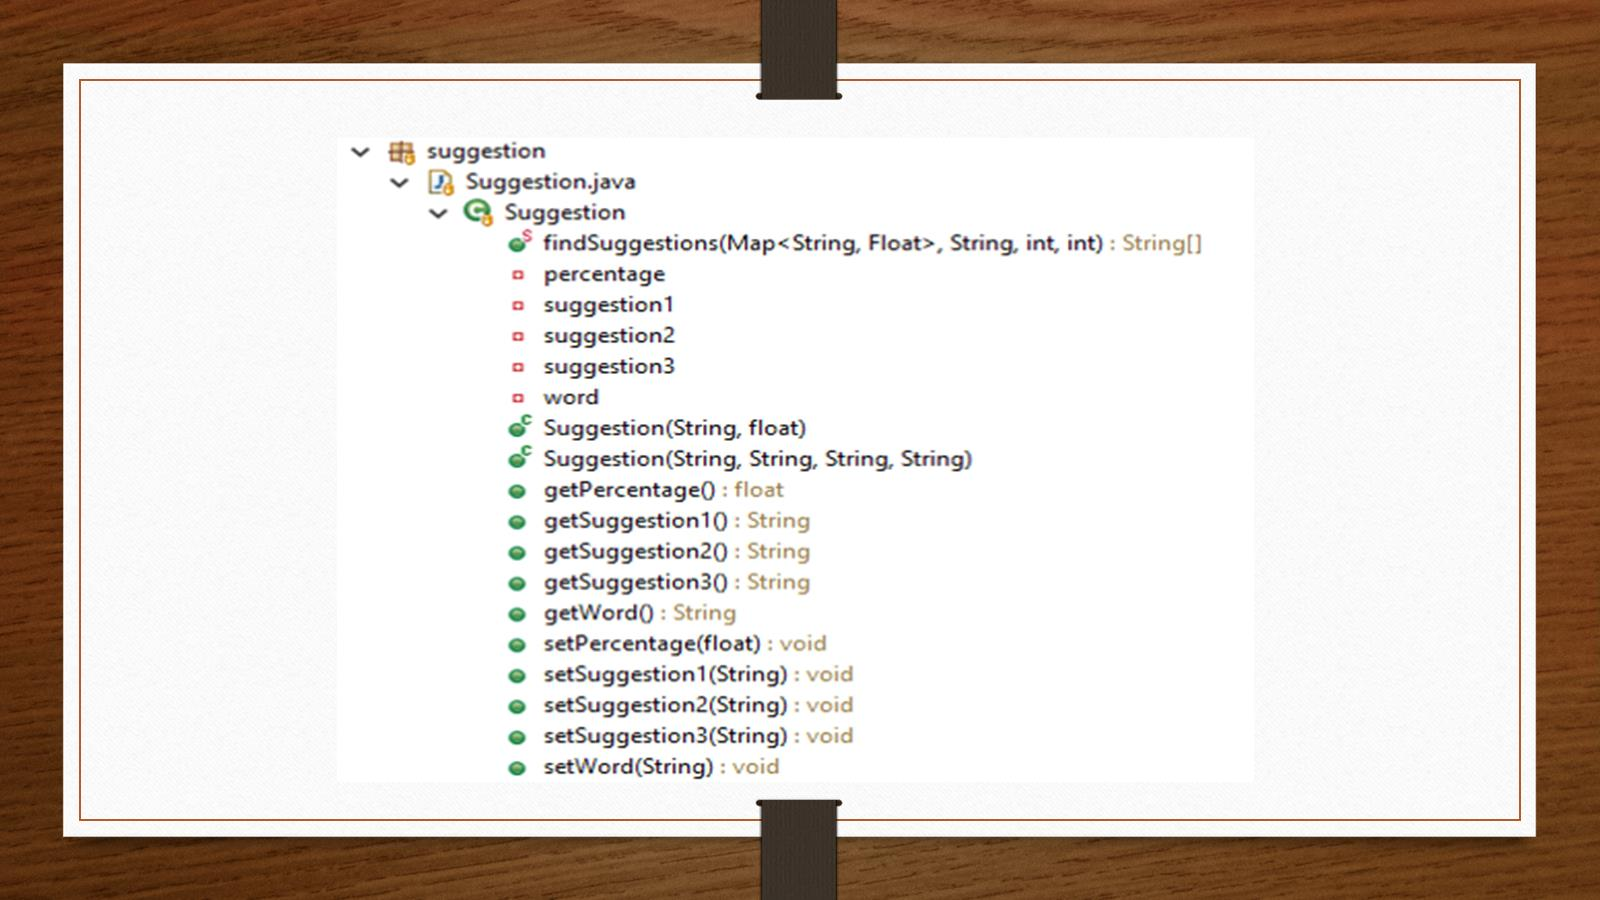 suggestion
Suggestion.java
Suggestion
findSuggestions(Map<String, Float>, String, int, int) : String[]
percentage
suggestion1
suggestion2
suggestion3
word
Suggestion(String, float)
Suggestion(String, String, String, String)
getPercentage() : float
getSuggestion1() : String
getSuggestion2() : String
getSuggestion3() : String
getWord() : String
setPercentage(float) : void
setSuggestion1(String) : void
setSuggestion2(String) : void
setSuggestion3(String) : void
setWord(String) : void